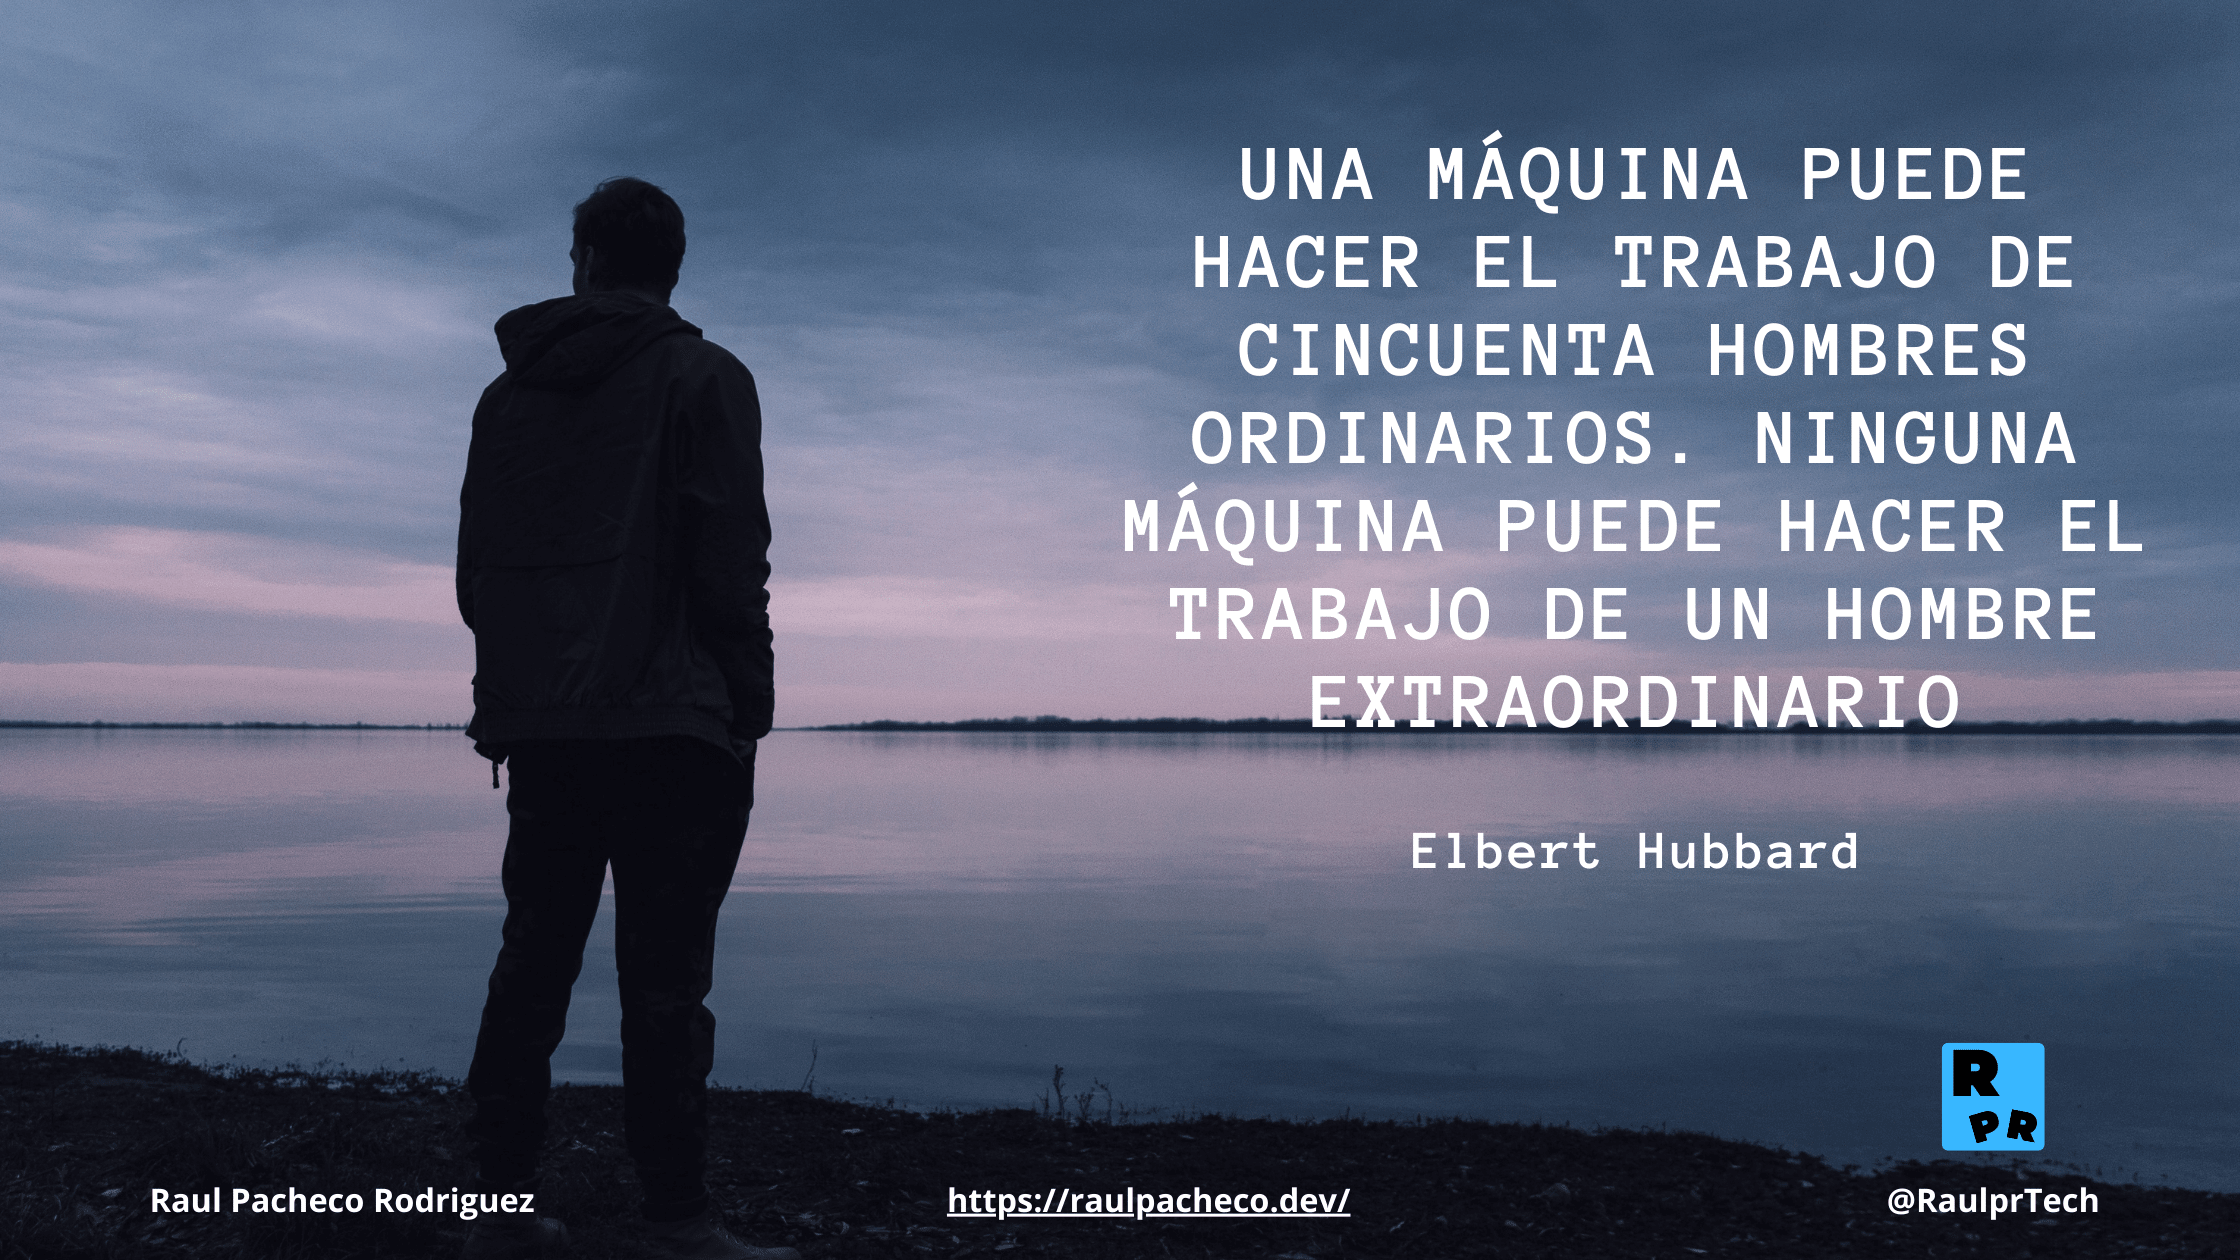 UNA MÁQUINA PUEDE
HACER EL TRABAJO DE
CINCUENTA HOMBRES
ORDINARIOS. NINGUNA
MÁQUINA PUEDE HACER EL
TRABAJO DE UN HOMBRE
EXTRAORDINARIO
Elbert Hubbard
R
PR
Raul Pacheco Rodriguez
https://raulpacheco.dev/
@RaulprTech